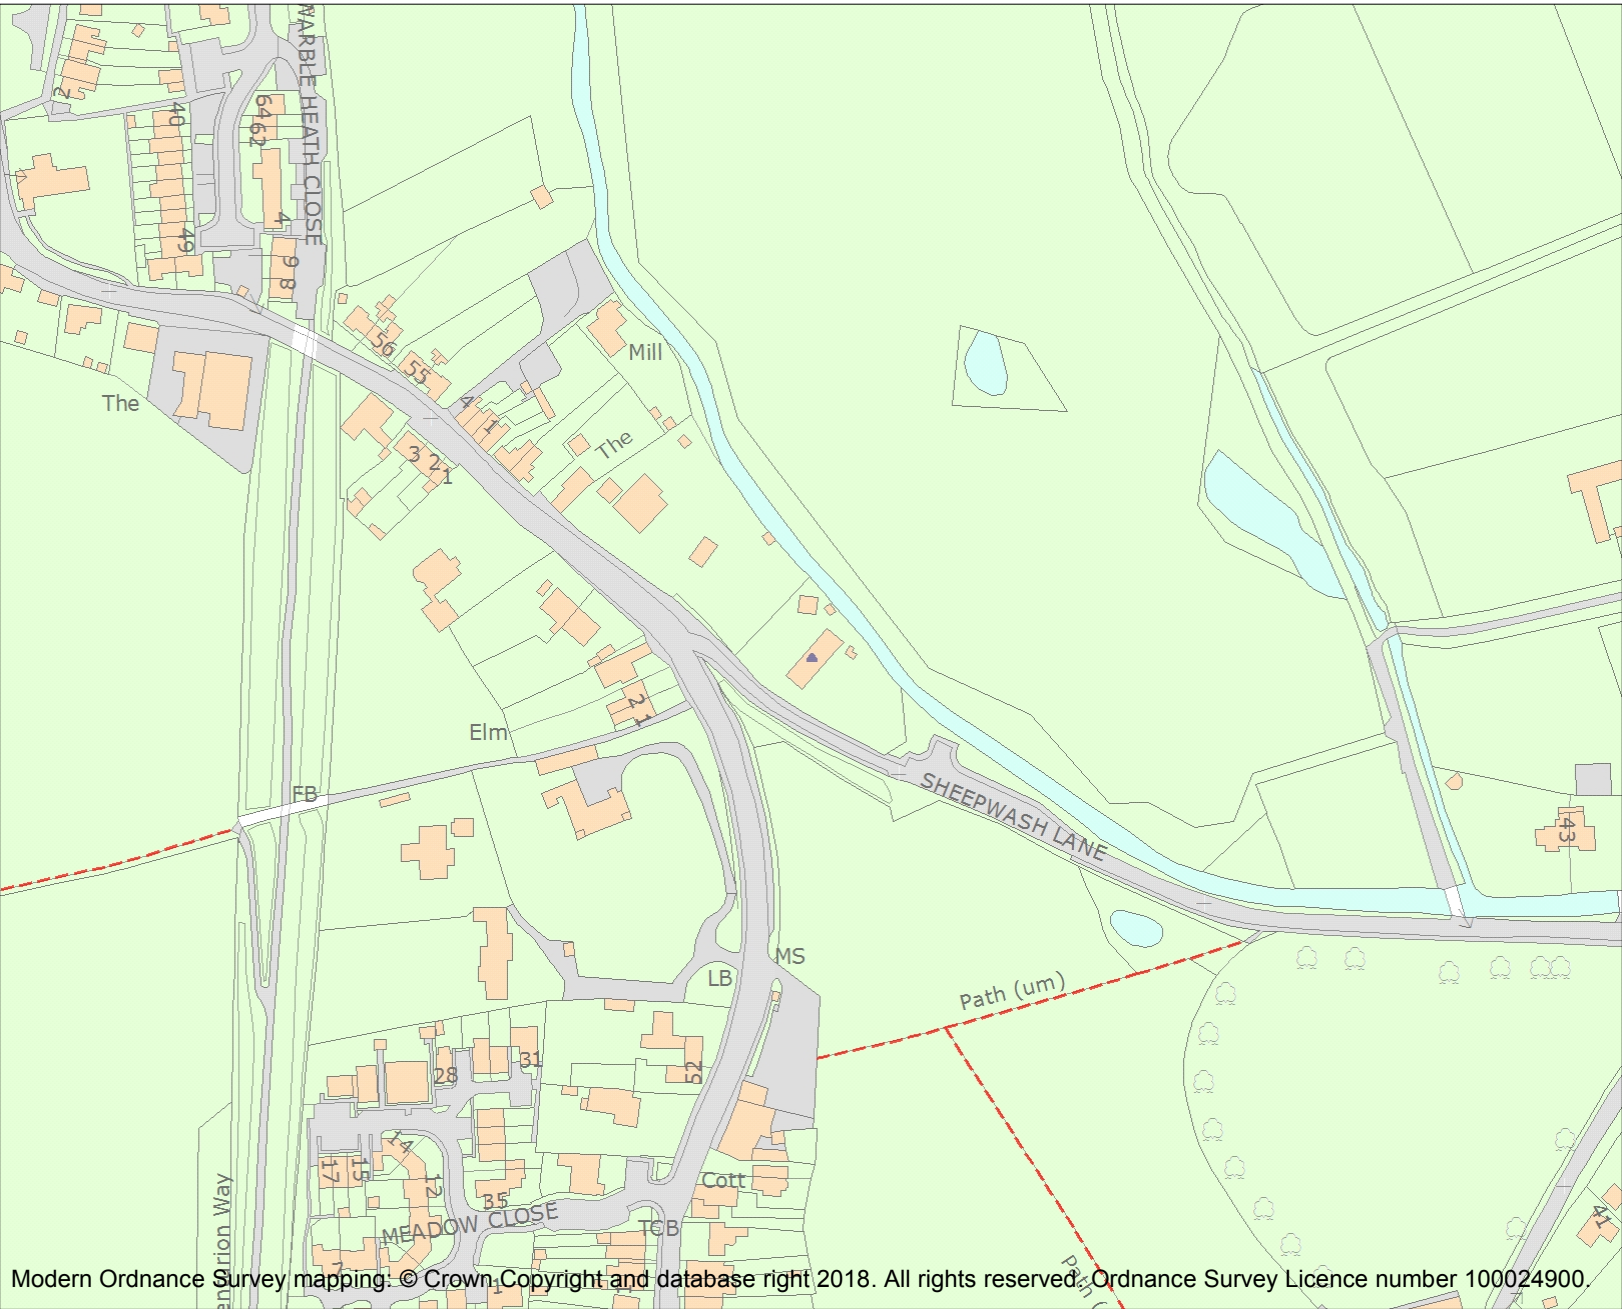 WARBLE HEATH CLOSE
2
40
64
62
4
49
9
8
56
Mill
55
The
4
1
The
3
2
1
2
1
Elm
FB
SHEEPWASH LANE
43
MS
LB
Path (um)
31
28
52
14
17
15
12
Cott
35
MEADOW CLOSE
TCB
41
7
1
Path (
Modern Ordnance Survey mapping: © Crown Copyright and database right 2018. All rights reserved. Ordnance Survey Licence number 100024900.